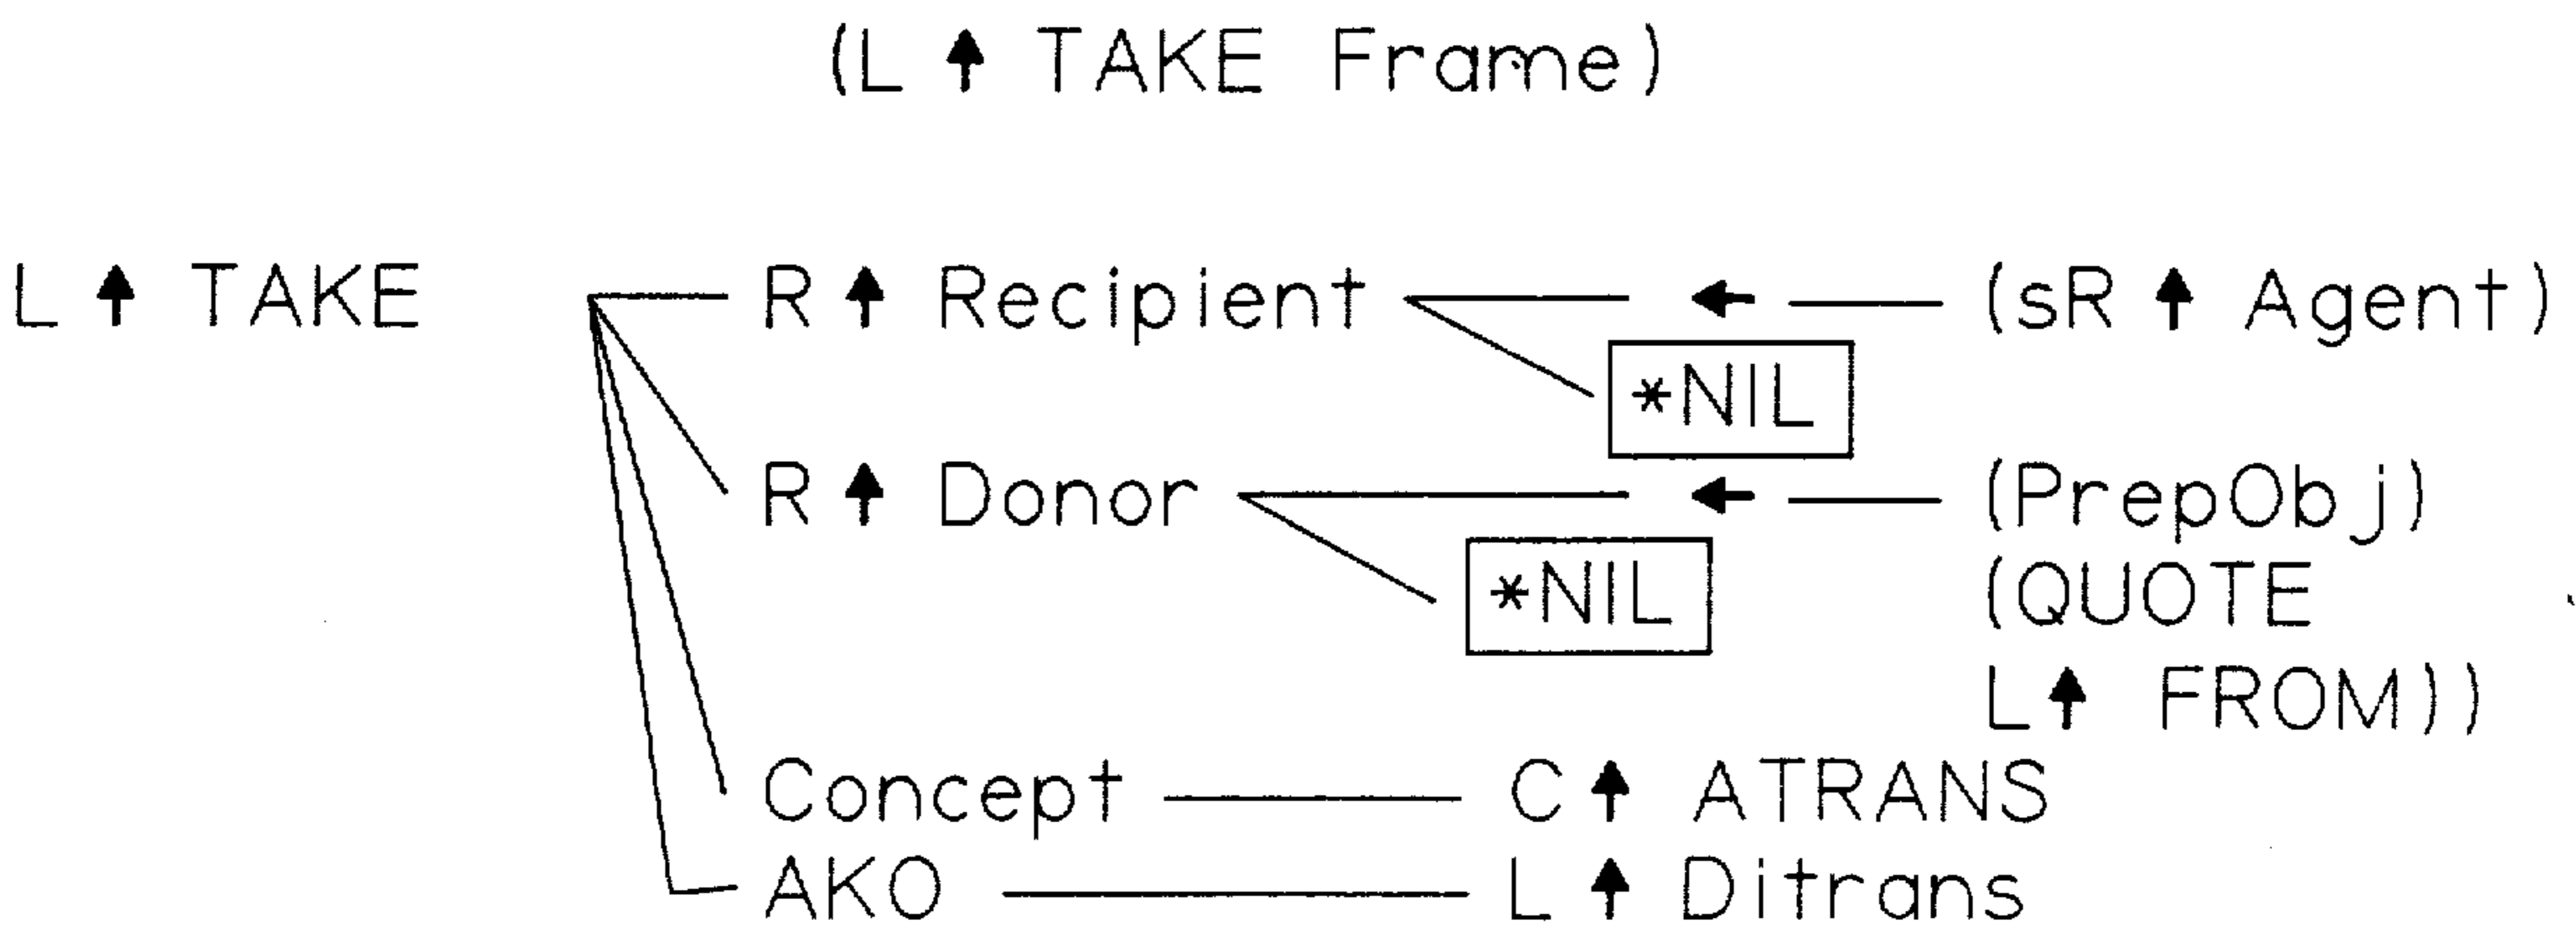 (L ↑ TAKE Frame)
L ↑ TAKE R ↑ Recipient ← (sR ↑ Agent)
*NIL
R ↑ Donor ← (PrepObj)
*NIL (QUOTE
L↑ FROM))
Concept C ↑ ATRANS
AKO L ↑ Ditrans